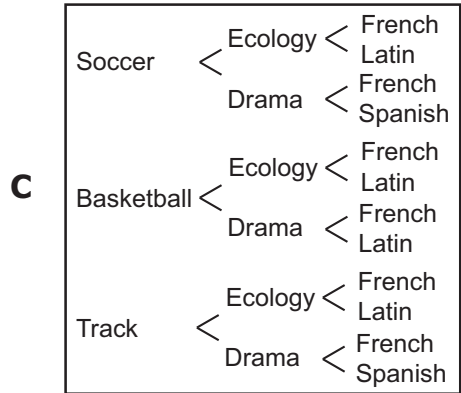 C
Soccer
Ecology
French
Latin
Drama
French
Spanish
Basketball
Ecology
French
Latin
Drama
French
Latin
Track
Ecology
French
Latin
Drama
French
Spanish